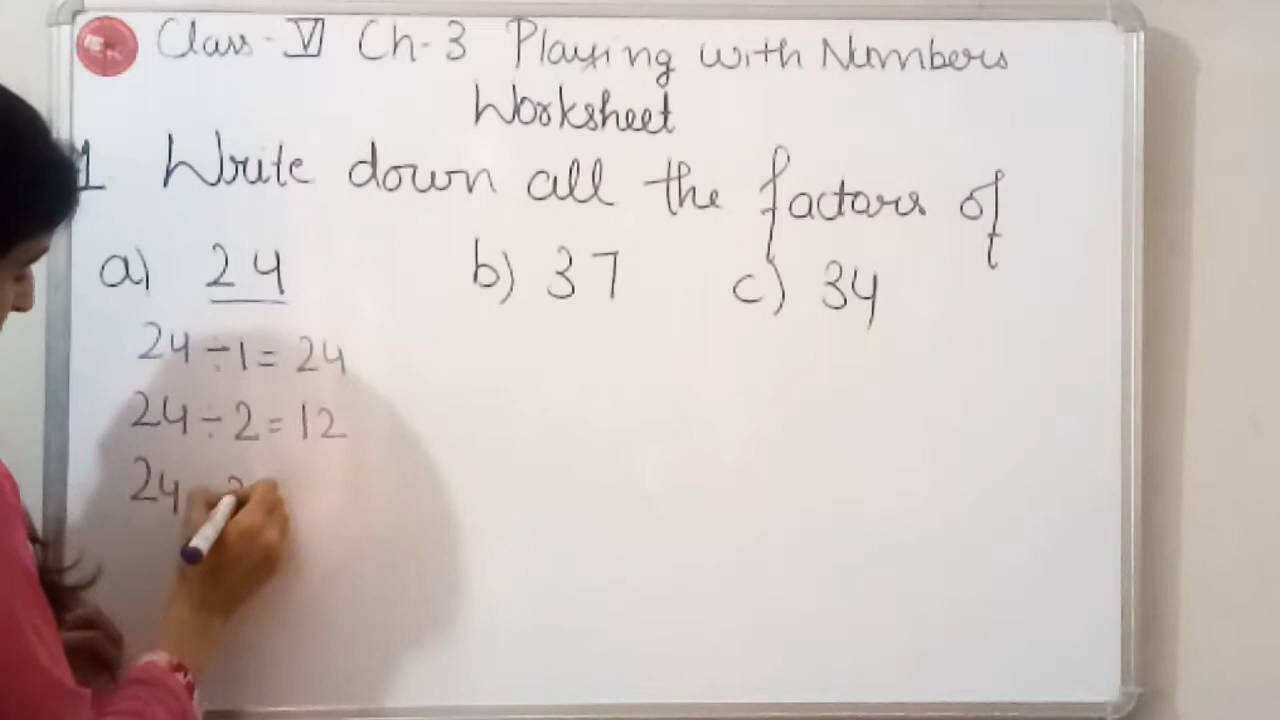 Class-VI Ch-3 Playing with Numbers
Worksheet
1 Write down all the factors of
a) 24 b) 37 c) 34
24÷1=24
24÷2=12
24